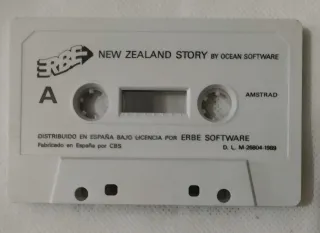 ERBE NEW ZEALAND STORY BY OCEAN SOFTWARE
A
AMSTRAD
DISTRIBUIDO EN ESPAÑA BAJO LICENCIA POR ERBE SOFTWARE
Fabricado en España por CBS D. L. M-28804-1989